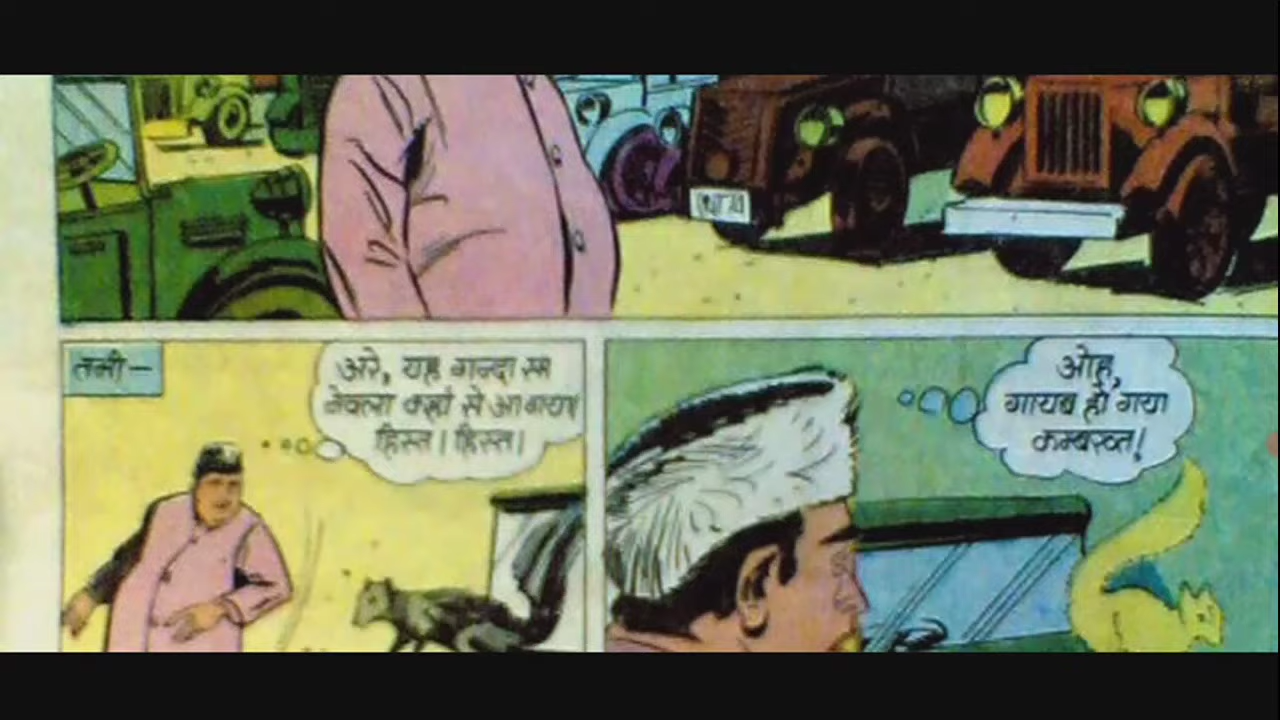 तभी—
अरे, यह गन्दा सा
नेवला कहाँ से आ गया!
हिस्त। हिस्त।
ओह,
गायब हो गया
कम्बख्त!